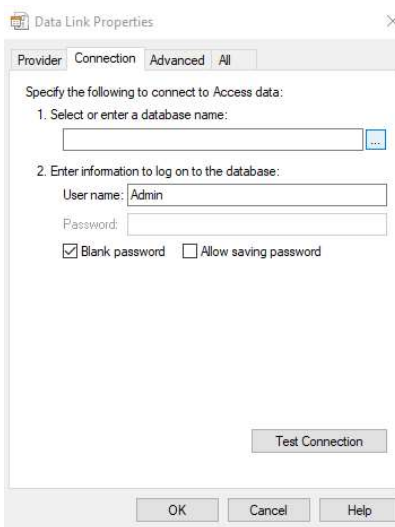 Data Link Properties
Provider Connection Advanced All
Specify the following to connect to Access data:
1. Select or enter a database name:
...
2. Enter information to log on to the database:
User name: Admin
Password:
Blank password Allow saving password
Test Connection
OK Cancel Help